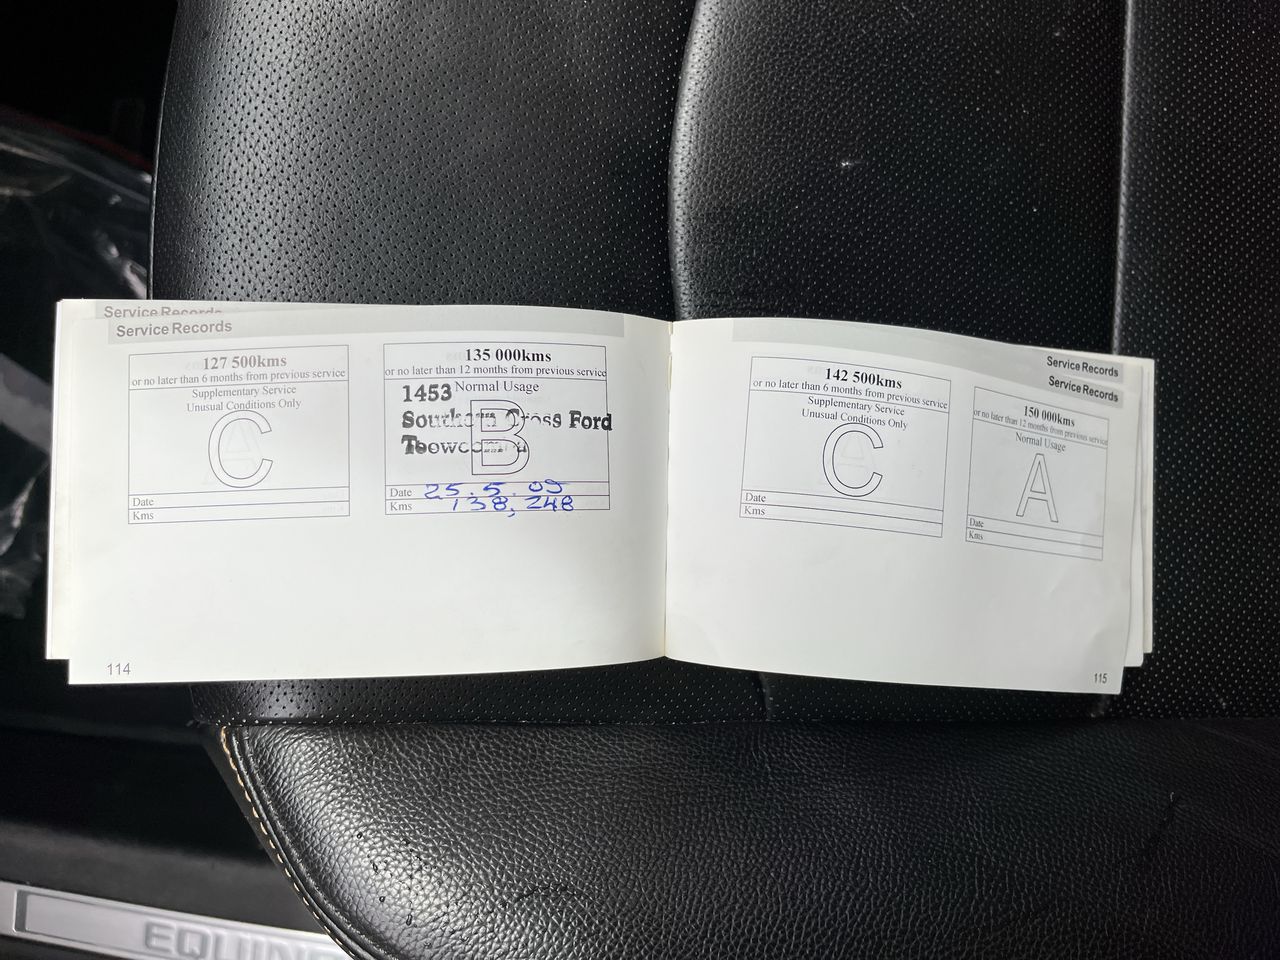 Service Records
Service Records
127 500kms
or no later than 6 months from previous service
Supplementary Service
Unusual Conditions Only
C
Date
Kms
135 000kms
or no later than 12 months from previous service
Normal Usage
1453
Southern Cross Ford
Toowoomba
B
Date 25.5.09
Kms 138,248
114
Service Records
Service Records
142 500kms
or no later than 6 months from previous service
Supplementary Service
Unusual Conditions Only
C
Date
Kms
150 000kms
or no later than 12 months from previous service
Normal Usage
A
Date
Kms
115